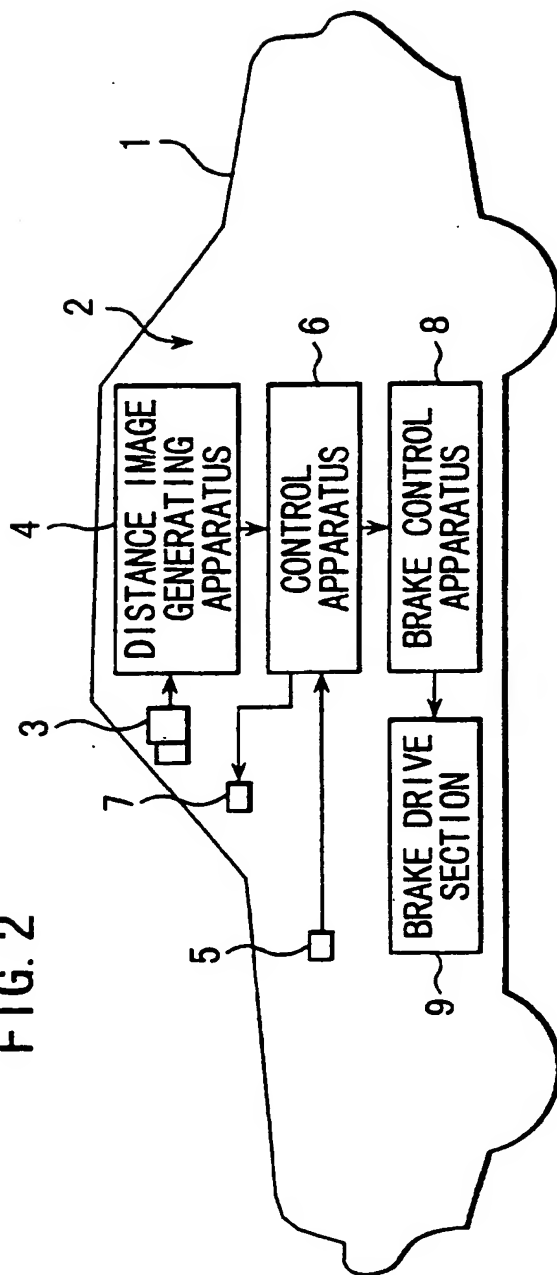 FIG. 2
1
2
3
4
DISTANCE IMAGE
GENERATING
APPARATUS
7
5
6
CONTROL
APPARATUS
8
BRAKE CONTROL
APPARATUS
BRAKE DRIVE
SECTION
9